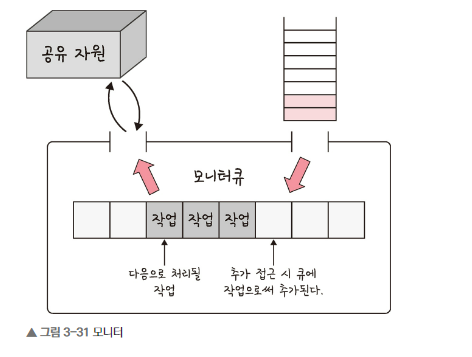 공유 자원
모니터큐
작업 작업 작업
다음으로 처리될
작업
추가 접근 시 큐에
작업으로써 추가된다.
▲ 그림 3-31 모니터